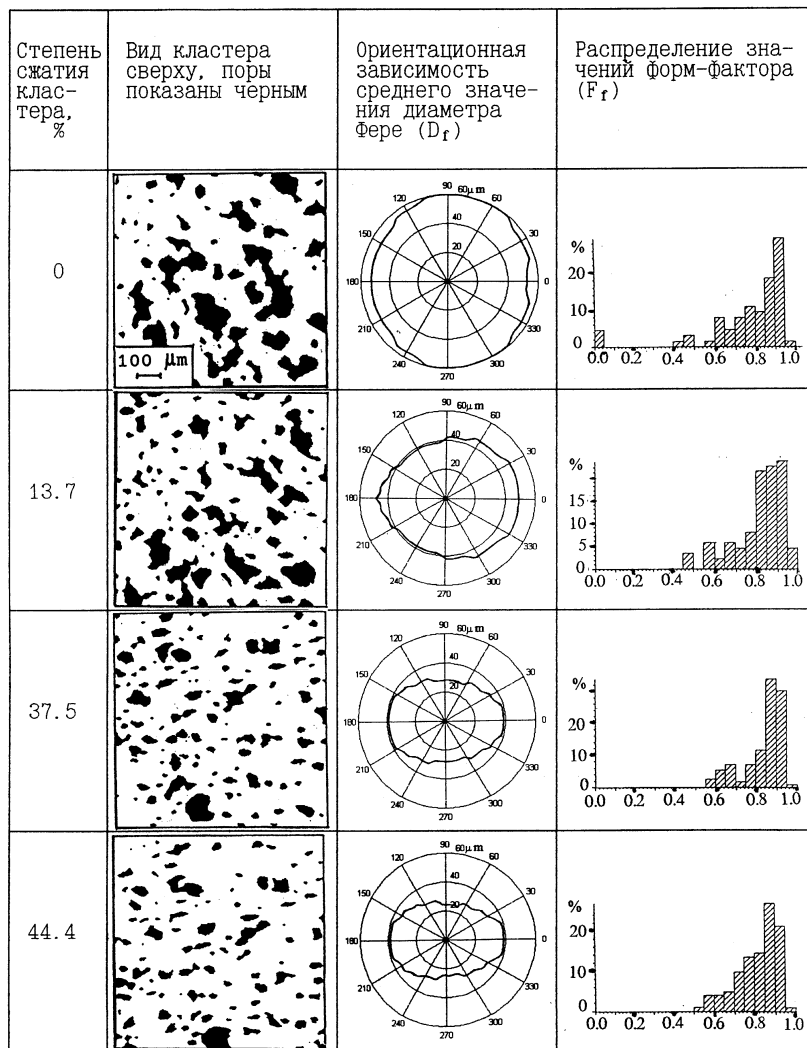 Степень
сжатия
клас-
тера,
%
Вид кластера
сверху, поры
показаны черным
Ориентационная
зависимость
среднего значе-
ния диаметра
Фере (Df)
Распределение зна-
чений форм-фактора
(Ff)
0
100 μm
90 60μm
120 60
40
150 30
20
180 0
210 330
240 300
270
%
20
10
0
0.2 0.4 0.6 0.8 1.0
13.7
90 60μm
120 60
40
150 30
20
180 0
210 330
240 300
270
%
15
10
5
0
0.0 0.2 0.4 0.6 0.8 1.0
37.5
90 60μm
120 60
40
150 30
20
180 0
210 330
240 300
270
%
20
10
0
0.0 0.2 0.4 0.6 0.8 1.0
44.4
90 60μm
120 60
40
150 30
20
180 0
210 330
240 300
270
%
20
10
0
0.0 0.2 0.4 0.6 0.8 1.0